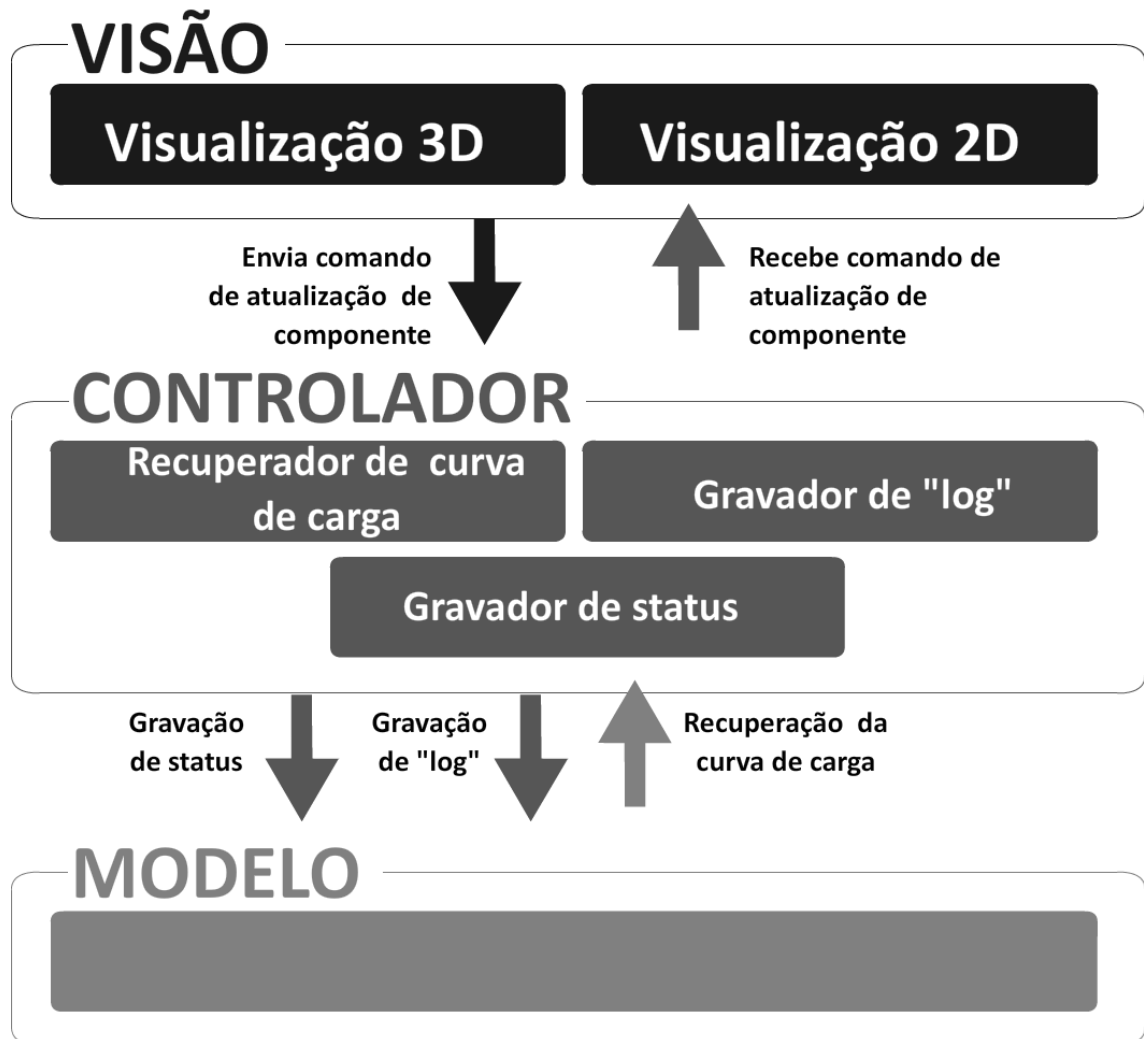 VISÃO
Visualização 3D
Visualização 2D
Envia comando
de atualização de
componente
Recebe comando de
atualização de
componente
CONTROLADOR
Recuperador de curva
de carga
Gravador de "log"
Gravador de status
Gravação
de status
Gravação
de "log"
Recuperação da
curva de carga
MODELO